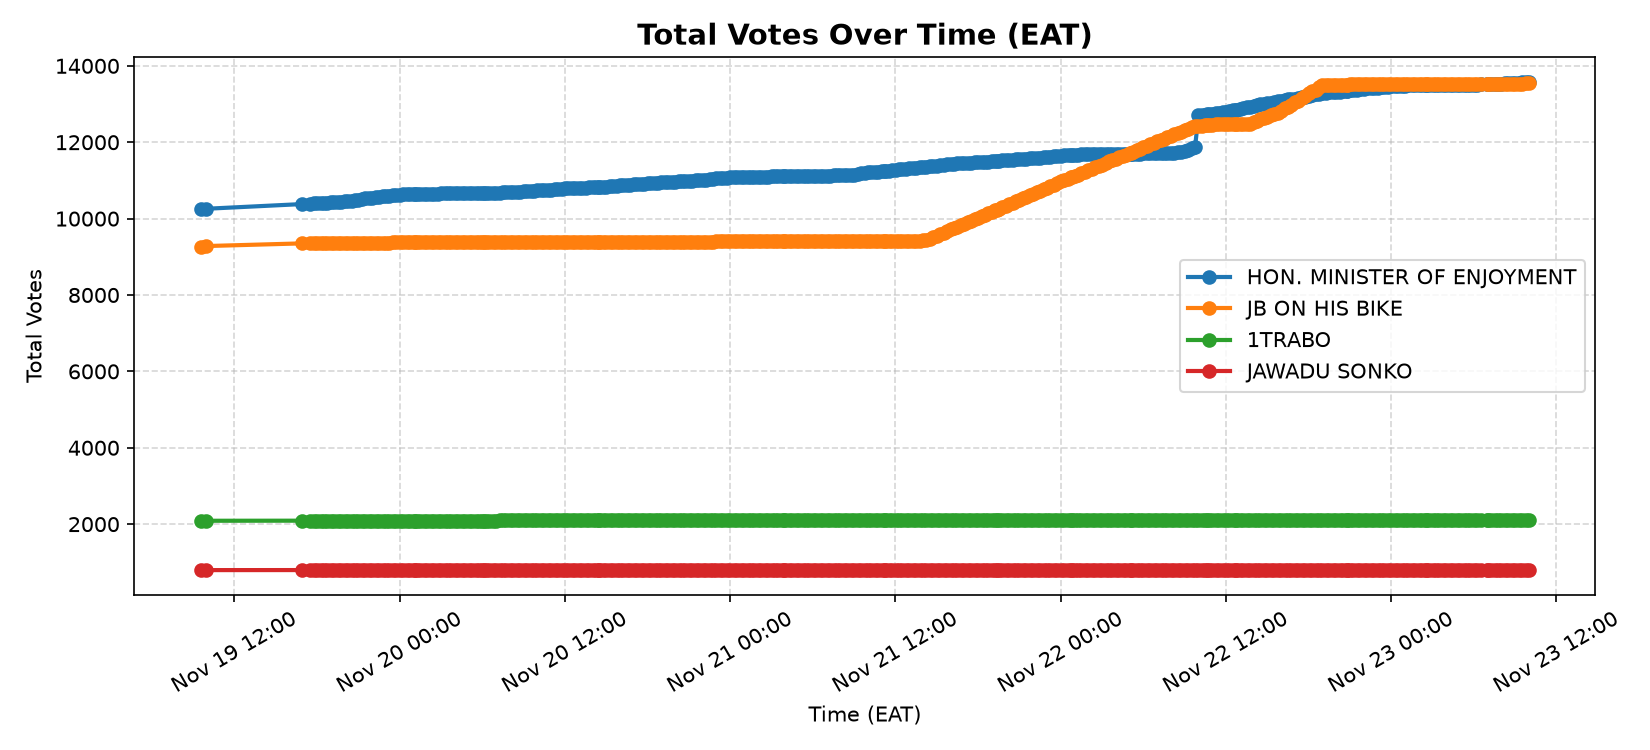 Total Votes Over Time (EAT)
Total Votes
14000
12000
10000
8000
6000
4000
2000
HON. MINISTER OF ENJOYMENT
JB ON HIS BIKE
1TRABO
JAWADU SONKO
Nov 19 12:00
Nov 20 00:00
Nov 20 12:00
Nov 21 00:00
Nov 21 12:00
Nov 22 00:00
Nov 22 12:00
Nov 23 00:00
Nov 23 12:00
Time (EAT)